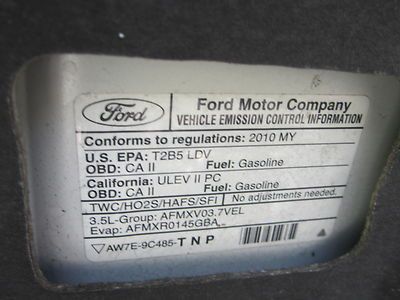 Ford
Ford Motor Company
VEHICLE EMISSION CONTROL INFORMATION
Conforms to regulations: 2010 MY
U.S. EPA: T2B5 LDV
OBD: CA II Fuel: Gasoline
California: ULEV II PC
OBD: CA II Fuel: Gasoline
TWC/HO2S/HAFS/SFI No adjustments needed.
3.5L-Group: AFMXV03.7VEL
Evap: AFMXR0145GBA
AW7E-9C485-TNP